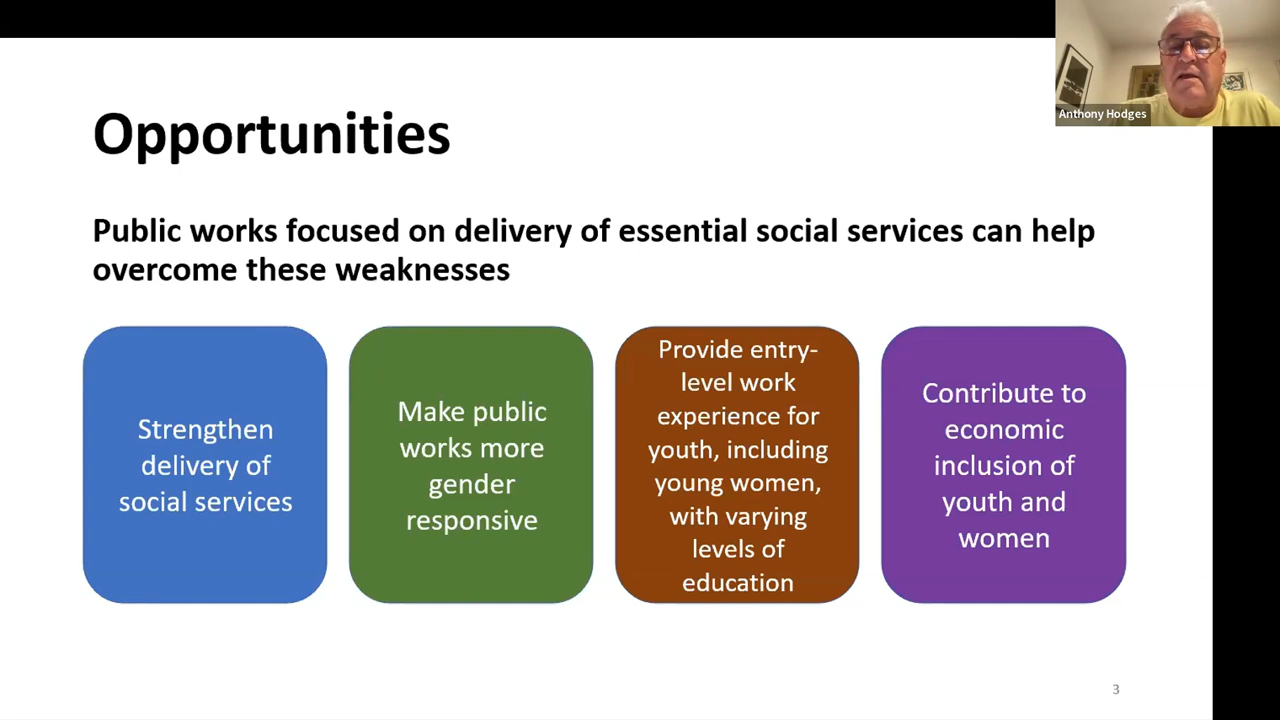 Anthony Hodges
Opportunities
Public works focused on delivery of essential social services can help
overcome these weaknesses
Strengthen
delivery of
social services
Make public
works more
gender
responsive
Provide entry-
level work
experience for
youth, including
young women,
with varying
levels of
education
Contribute to
economic
inclusion of
youth and
women
3